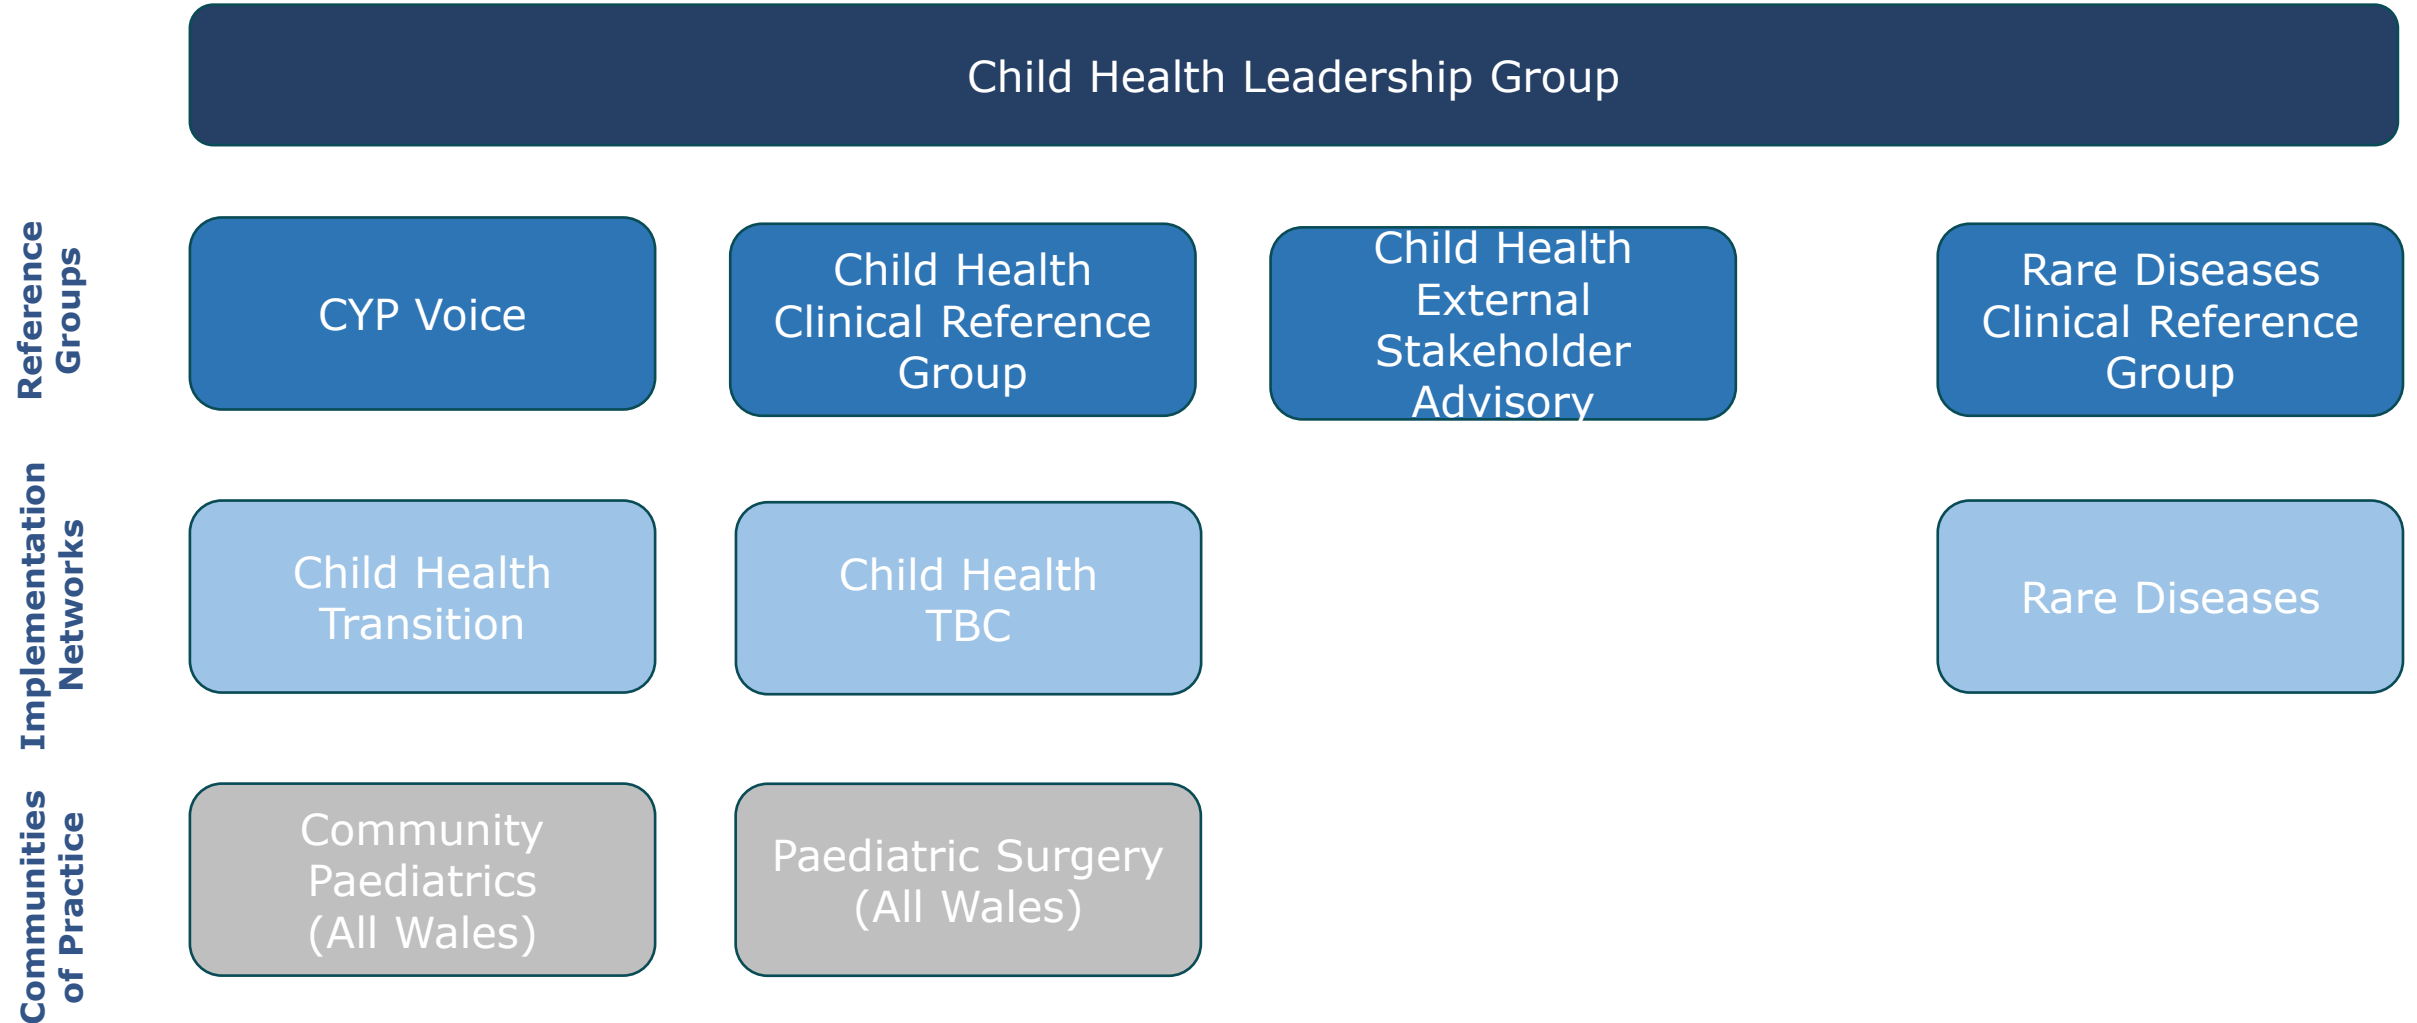 Child Health Leadership Group
Reference
Groups
CYP Voice
Child Health
Clinical Reference
Group
Child Health
External
Stakeholder
Advisory
Rare Diseases
Clinical Reference
Group
Implementation
Networks
Child Health
Transition
Child Health
TBC
Rare Diseases
Communities
of Practice
Community
Paediatrics
(All Wales)
Paediatric Surgery
(All Wales)